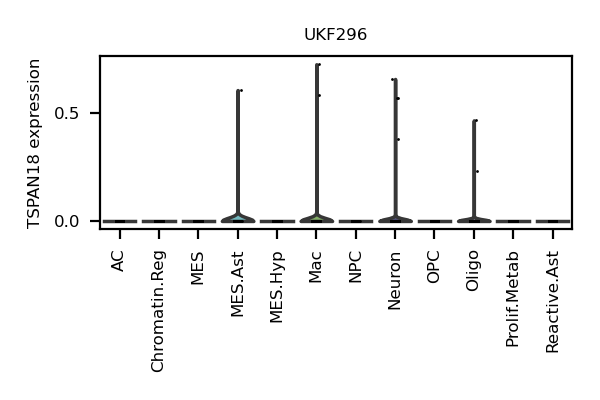 UKF296
TSPAN18 expression
0.5
0.0
AC
Chromatin.Reg
MES
MES.Ast
MES.Hyp
Mac
NPC
Neuron
OPC
Oligo
Prolif.Metab
Reactive.Ast